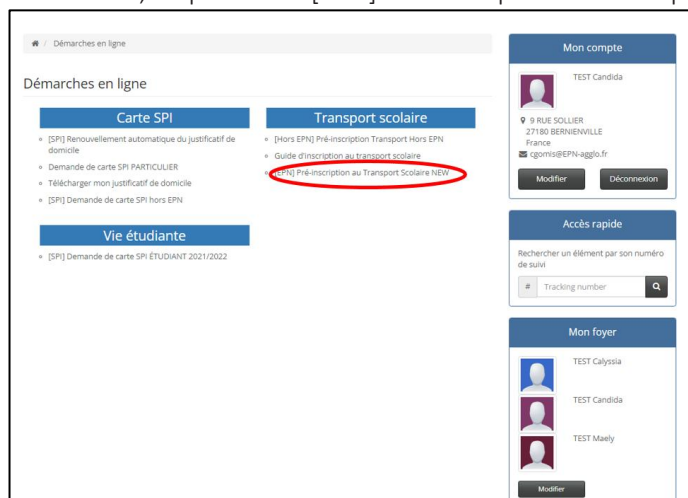 Démarches en ligne
Démarches en ligne
Carte SPI
[SPI] Renouvellement automatique du justificatif de
domicile
Demande de carte SPI PARTICULIER
Télécharger mon justificatif de domicile
[SPI] Demande de carte SPI hors EPN
Transport scolaire
[Hors EPN] Pré-inscription Transport Hors EPN
Guide d'inscription au transport scolaire
[EPN] Pré-inscription au Transport Scolaire NEW
Vie étudiante
[SPI] Demande de carte SPI ÉTUDIANT 2021/2022
Mon compte
TEST Candida
9 RUE SOLLIER
27180 BERNIENVILLE
France
cgomis@EPN-agglo.fr
Modifier Déconnexion
Accès rapide
Rechercher un élément par son numéro
de suivi
# Tracking number
Mon foyer
TEST Calyssia
TEST Candida
TEST Maely
Modifier